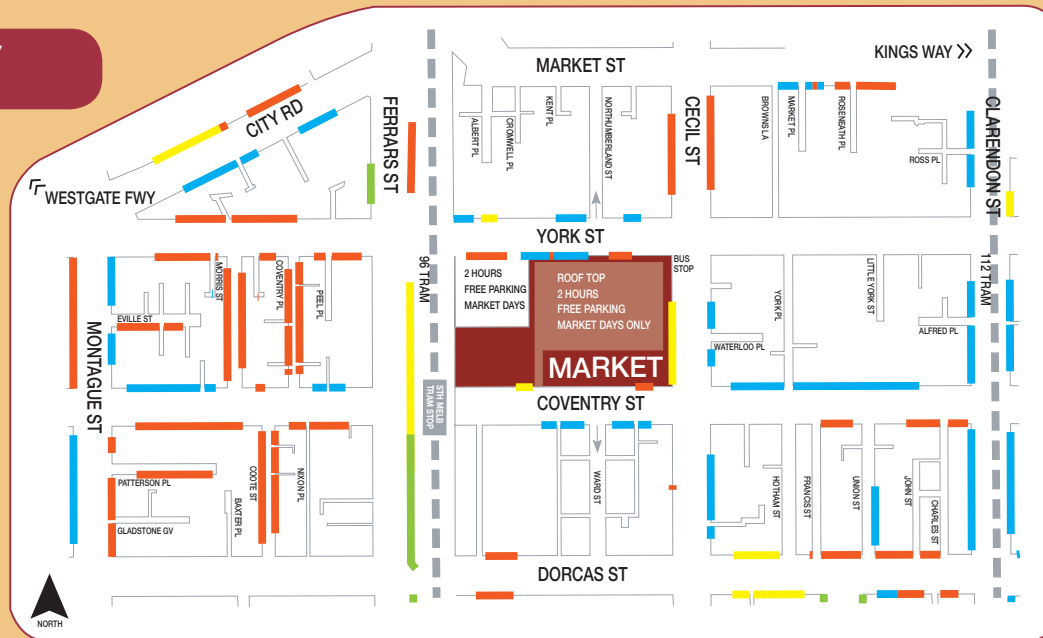 KINGS WAY >>
MARKET ST
CITY RD
FERRARS ST
ALBERT PL
CROMWELL PL
KENT PL
NORTHUMBERLAND ST
CECIL ST
BROWNS LA
MARKET PL
ROSENEATH PL
ROSS PL
CLARENDON ST
<< WESTGATE FWY
YORK ST
96 TRAM
BUS
STOP
112 TRAM
2 HOURS
FREE PARKING
MARKET DAYS
ROOF TOP
2 HOURS
FREE PARKING
MARKET DAYS ONLY
MARKET
MORRIS ST
COVENTRY PL
PEEL PL
EVILLE ST
YORK PL
LITTLE YORK ST
WATERLOO PL
ALFRED PL
MONTAGUE ST
STH MELB
TRAM STOP
COVENTRY ST
PATTERSON PL
GLADSTONE GV
BAXTER PL
COOTE ST
NIXON PL
WARD ST
HOTHAM ST
FRANCIS ST
UNION ST
JOHN ST
CHARLES ST
DORCAS ST
NORTH